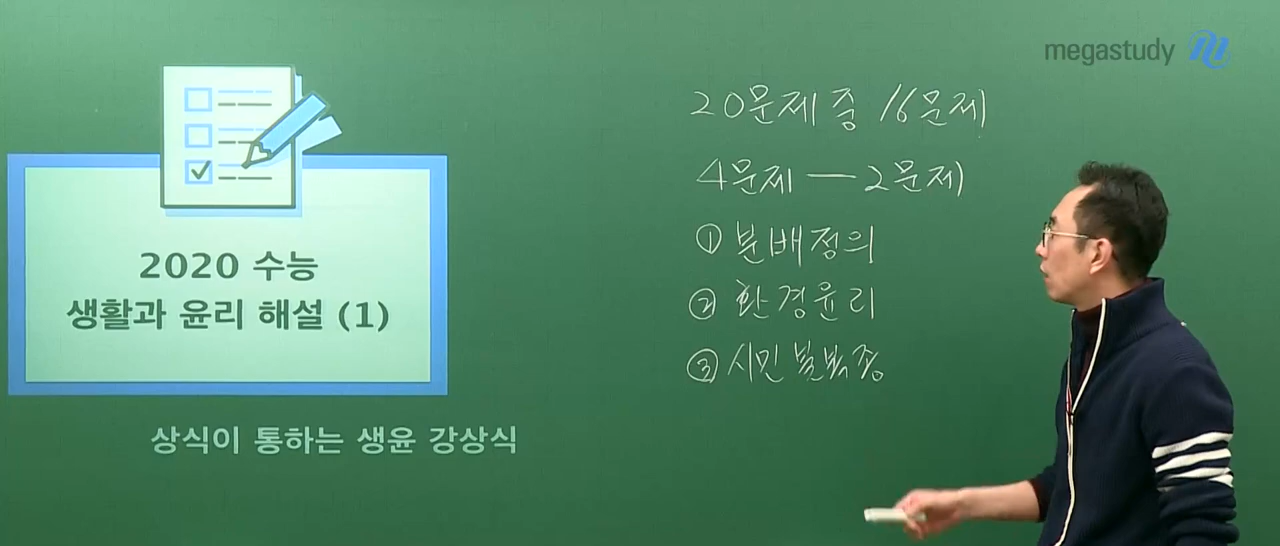 megastudy
2020 수능
생활과 윤리 해설 (1)
상식이 통하는 생윤 강상식
20문제 중 16문제
4문제 — 2문제
① 분배정의
② 환경윤리
③ 시민불복종